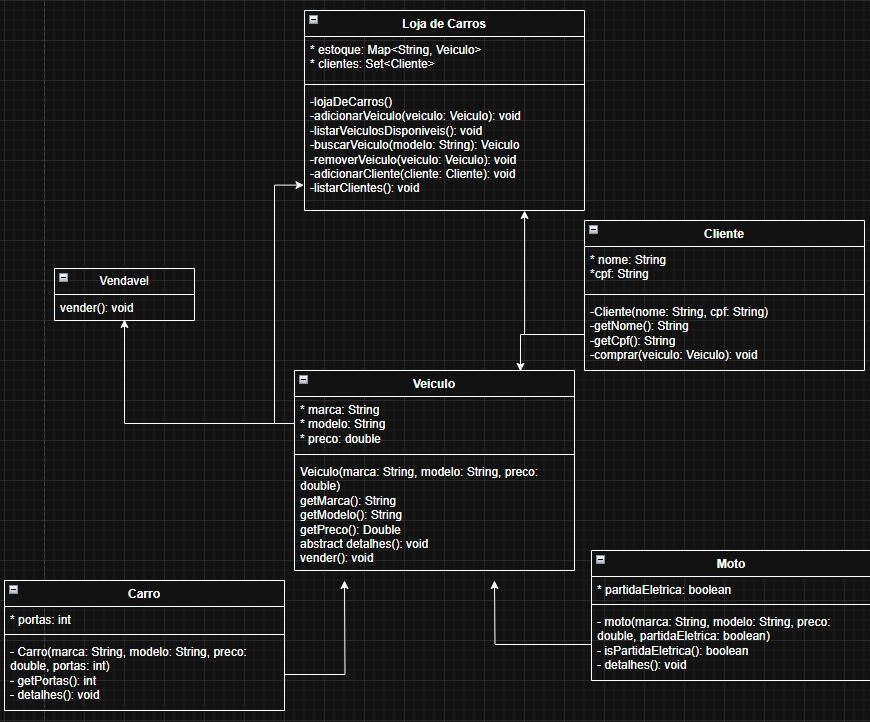 Loja de Carros
* estoque: Map<String, Veiculo>
* clientes: Set<Cliente>
-lojaDeCarros()
-adicionarVeiculo(veiculo: Veiculo): void
-listarVeiculosDisponiveis(): void
-buscarVeiculo(modelo: String): Veiculo
-removerVeiculo(veiculo: Veiculo): void
-adicionarCliente(cliente: Cliente): void
-listarClientes(): void
Cliente
* nome: String
*cpf: String
-Cliente(nome: String, cpf: String)
-getNome(): String
-getCpf(): String
-comprar(veiculo: Veiculo): void
Vendavel
vender(): void
Veiculo
* marca: String
* modelo: String
* preco: double
Veiculo(marca: String, modelo: String, preco:
double)
getMarca(): String
getModelo(): String
getPreco(): Double
abstract detalhes(): void
vender(): void
Moto
* partidaEletrica: boolean
- moto(marca: String, modelo: String, preco:
double, partidaEletrica: boolean)
- isPartidaEletrica(): boolean
- detalhes(): void
Carro
* portas: int
- Carro(marca: String, modelo: String, preco:
double, portas: int)
- getPortas(): int
- detalhes(): void